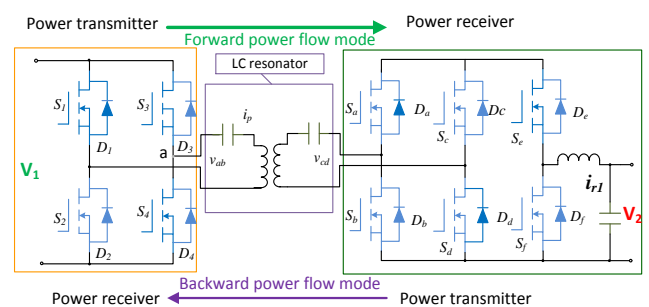 Power transmitter
Power receiver
Forward power flow mode
LC resonator
S1
S3
Sa
Da
Sc
Dc
Se
De
ip
D1
D3
a
vab
vcd
V1
ir1
V2
S2
S4
Sb
Db
Sd
Dd
Sf
Df
D2
D4
Backward power flow mode
Power receiver
Power transmitter